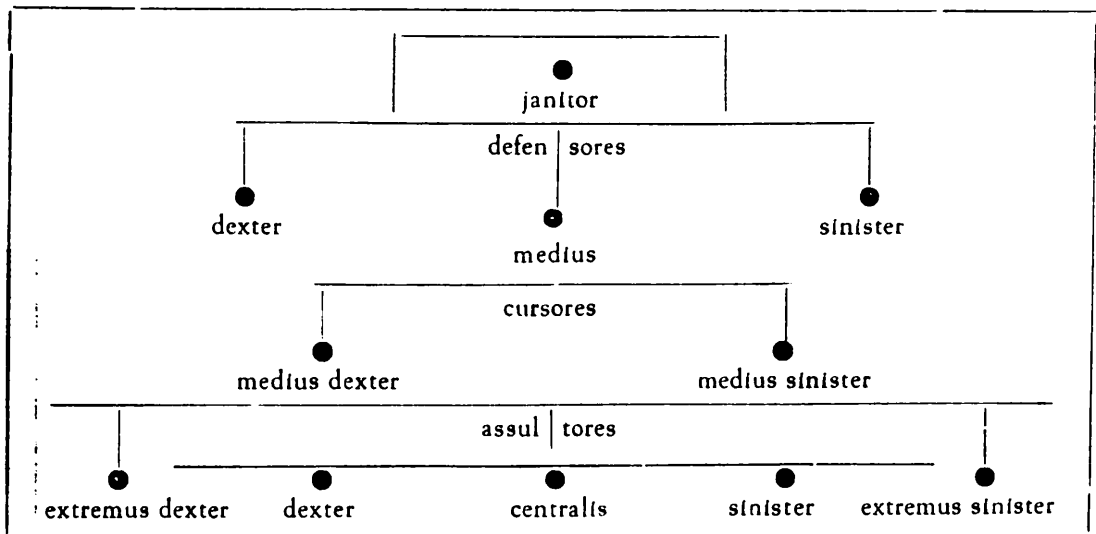 janitor
defen sores
dexter sinister
medius
cursores
medius dexter medius sinister
assul tores
extremus dexter dexter centralis sinister extremus sinister